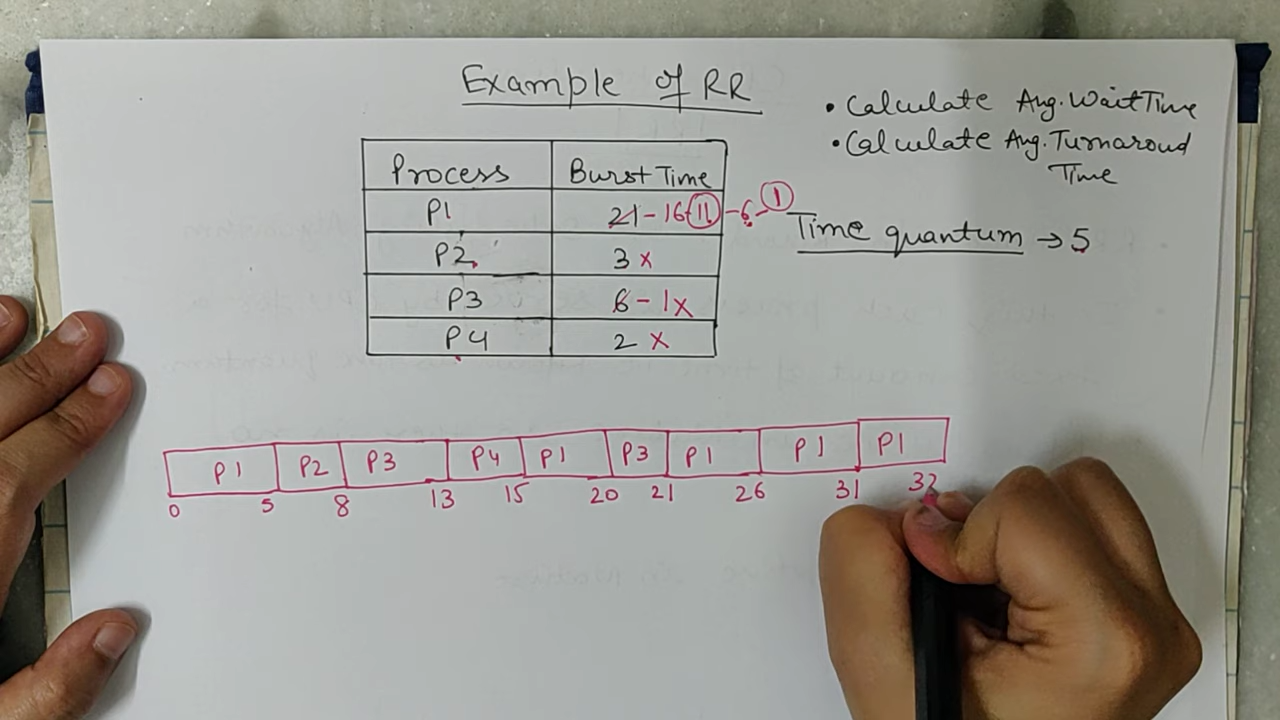 Example of RR
• Calculate Avg. Wait Time
• Calculate Avg. Turnaroud
Time
Process Burst Time
P1 21 - 16 - 11 - 6 - 1
P2 3 x
P3 6 - 1 x
P4 2 x
Time quantum → 5
P1 P2 P3 P4 P1 P3 P1 P1 P1
0 5 8 13 15 20 21 26 31 32